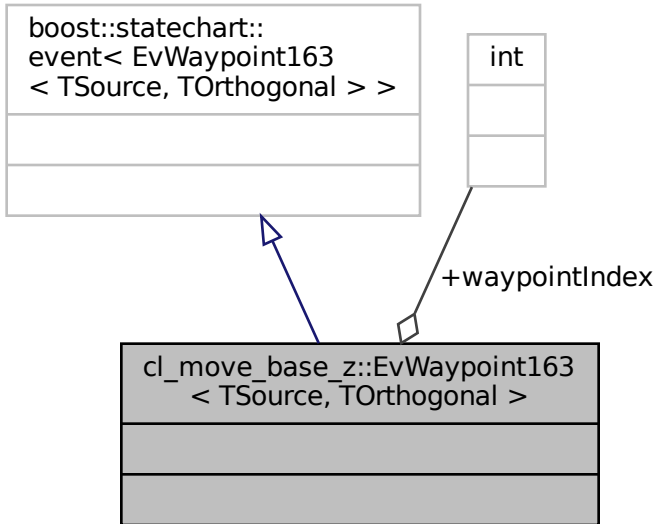 boost::statechart::
event< EvWaypoint163
< TSource, TOrthogonal > >
int
+waypointIndex
cl_move_base_z::EvWaypoint163
< TSource, TOrthogonal >